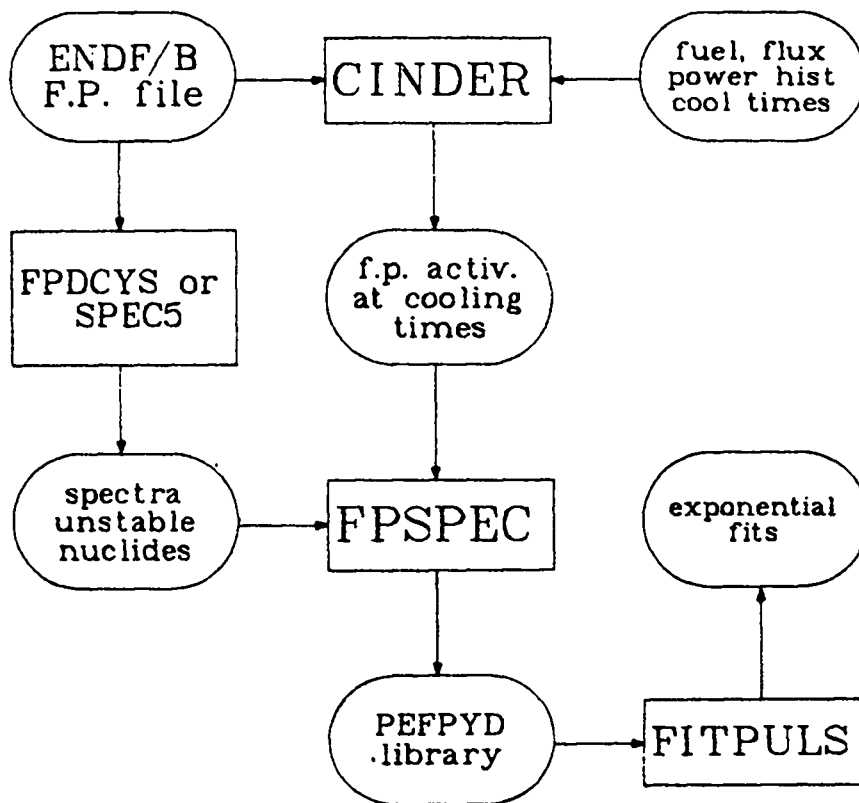 ENDF/B
F.P. file
CINDER
fuel, flux
power hist
cool times
FPDCYS or
SPEC5
f.p. activ.
at cooling
times
spectra
unstable
nuclides
FPSPEC
exponential
fits
PEFPYD
library
FITPULS